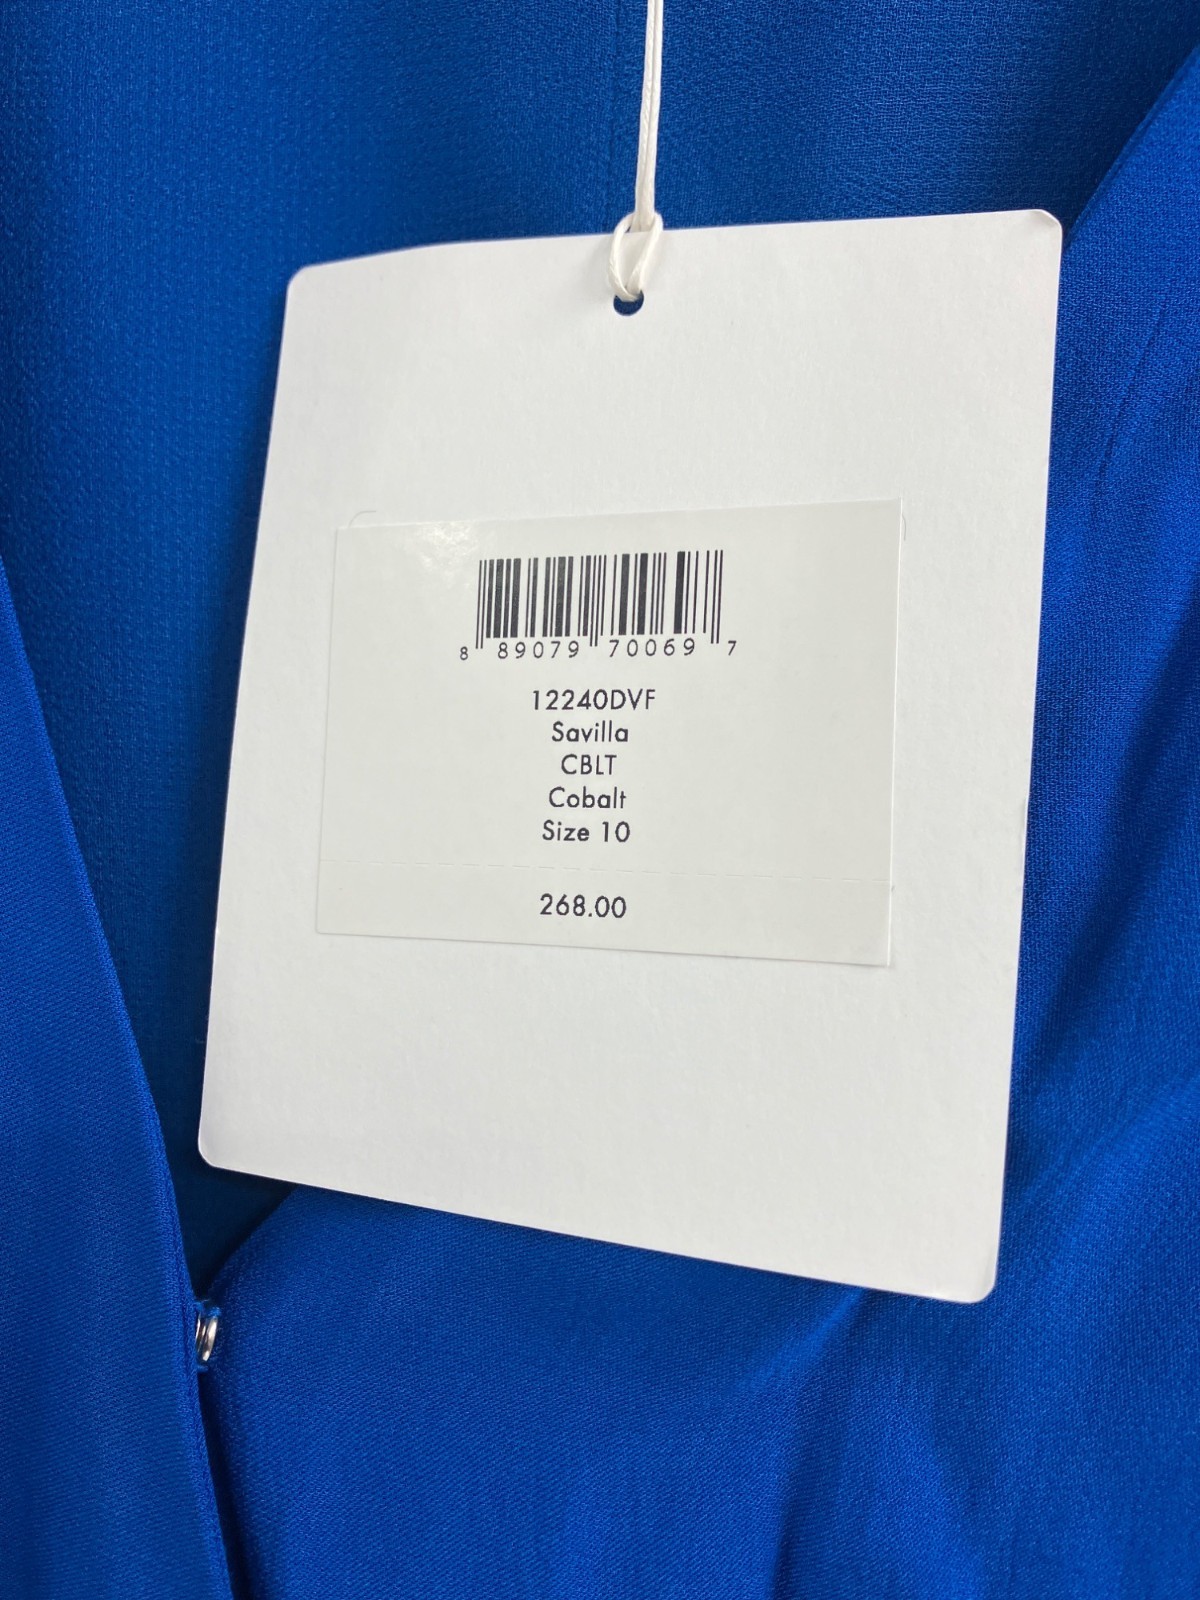 8 89079 70069 7
12240DVF
Savilla
CBLT
Cobalt
Size 10
268.00